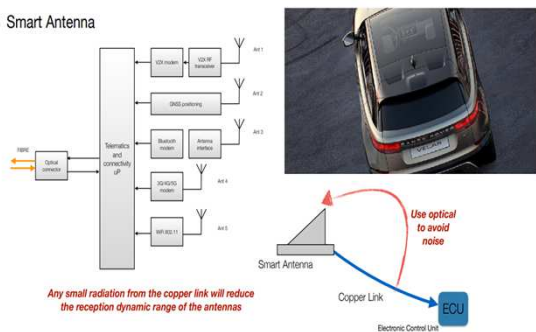 Smart Antenna
V2X modem
V2X RF
transceiver
Ant 1
GNSS positioning
Ant 2
Bluetooth
modem
Antenna
interface
Ant 3
3G/4G/5G
modem
Ant 4
WiFi 802.11
Ant 5
Telematics
and
connectivity
uP
FIBRE
Optical
connector
Any small radiation from the copper link will reduce
the reception dynamic range of the antennas
RANGE ROVER
VELAR
Use optical
to avoid
noise
Smart Antenna
Copper Link
ECU
Electronic Control Unit